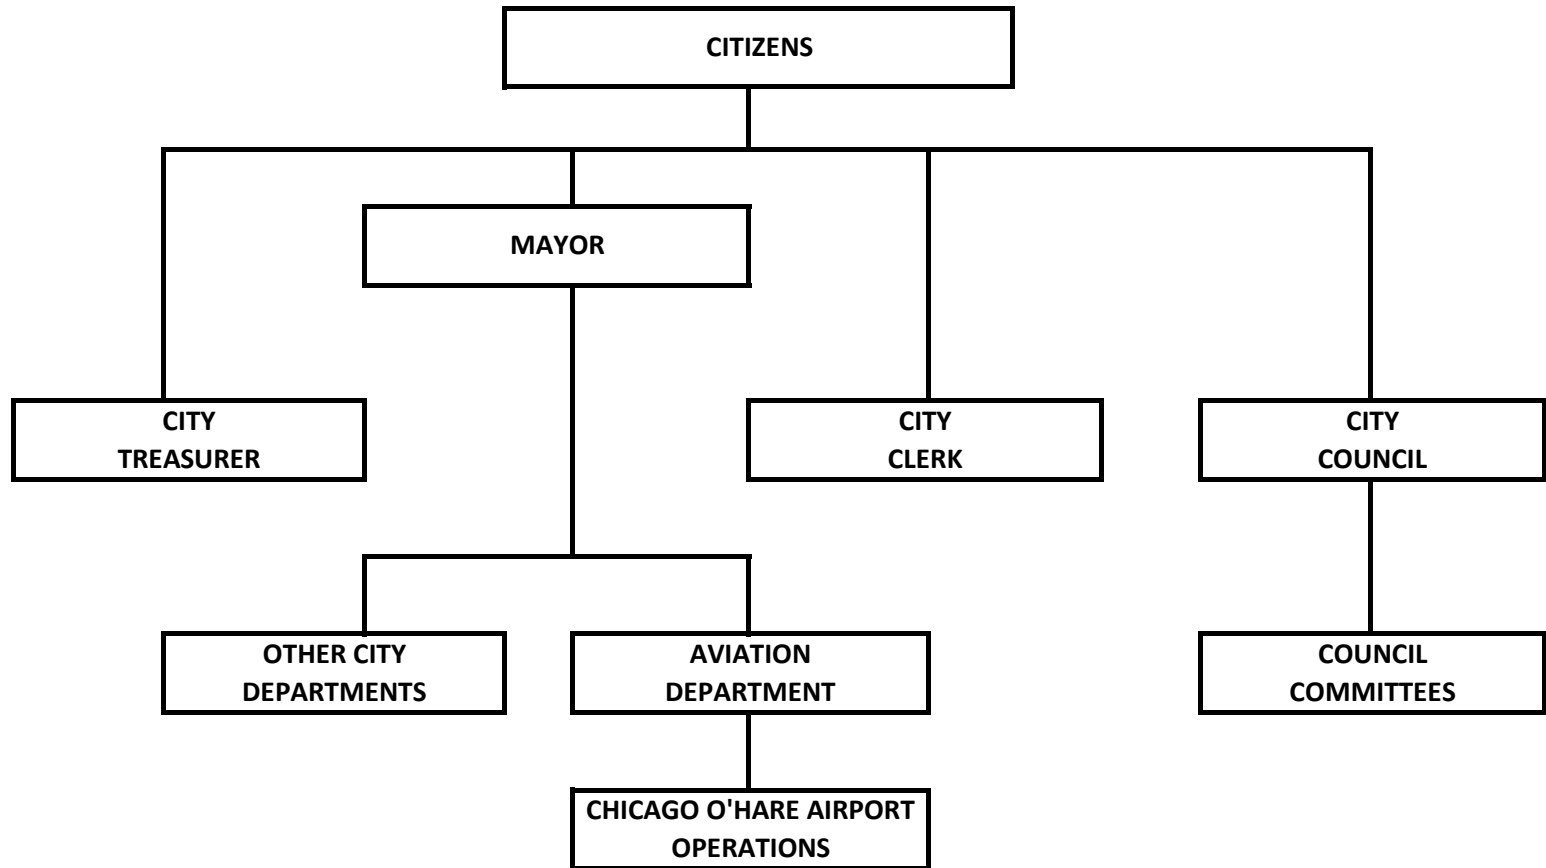 CITIZENS
MAYOR
CITY
TREASURER
CITY
CLERK
CITY
COUNCIL
OTHER CITY
DEPARTMENTS
AVIATION
DEPARTMENT
COUNCIL
COMMITTEES
CHICAGO O'HARE AIRPORT
OPERATIONS